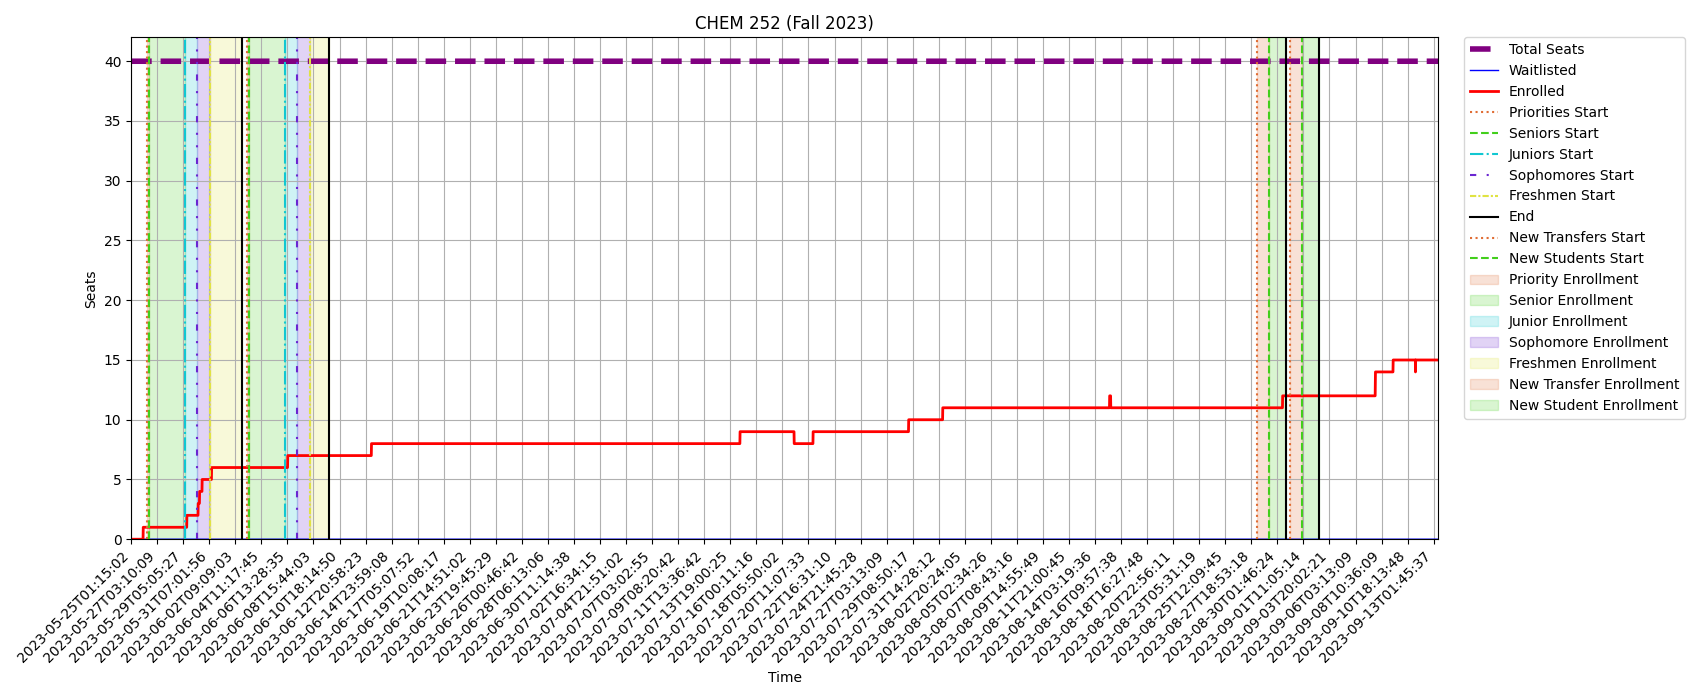 CHEM 252 (Fall 2023)
Seats
40
35
30
25
20
15
10
5
0
2023-05-25T01:15:02
2023-05-27T03:10:09
2023-05-29T05:05:27
2023-05-31T07:01:56
2023-06-02T09:09:03
2023-06-04T11:17:45
2023-06-06T13:28:35
2023-06-08T15:44:03
2023-06-10T18:14:50
2023-06-12T20:58:23
2023-06-14T23:59:08
2023-06-17T05:07:52
2023-06-19T10:08:17
2023-06-21T14:51:02
2023-06-23T19:45:29
2023-06-26T00:46:42
2023-06-28T06:13:06
2023-06-30T11:14:38
2023-07-02T16:34:15
2023-07-04T21:51:02
2023-07-07T03:02:55
2023-07-09T08:20:42
2023-07-11T13:36:42
2023-07-13T19:00:25
2023-07-16T00:11:16
2023-07-18T05:50:02
2023-07-20T11:07:33
2023-07-22T16:31:10
2023-07-24T21:45:28
2023-07-27T03:13:09
2023-07-29T08:50:17
2023-07-31T14:28:12
2023-08-02T20:24:05
2023-08-05T02:34:26
2023-08-07T08:43:16
2023-08-09T14:55:49
2023-08-11T21:00:45
2023-08-14T03:19:36
2023-08-16T09:57:38
2023-08-18T16:27:48
2023-08-20T22:56:11
2023-08-23T05:31:19
2023-08-25T12:09:45
2023-08-27T18:53:18
2023-08-30T01:46:24
2023-09-01T11:05:14
2023-09-03T20:02:21
2023-09-06T03:13:09
2023-09-08T10:36:09
2023-09-10T18:13:48
2023-09-13T01:45:37
Time
Total Seats
Waitlisted
Enrolled
Priorities Start
Seniors Start
Juniors Start
Sophomores Start
Freshmen Start
End
New Transfers Start
New Students Start
Priority Enrollment
Senior Enrollment
Junior Enrollment
Sophomore Enrollment
Freshmen Enrollment
New Transfer Enrollment
New Student Enrollment